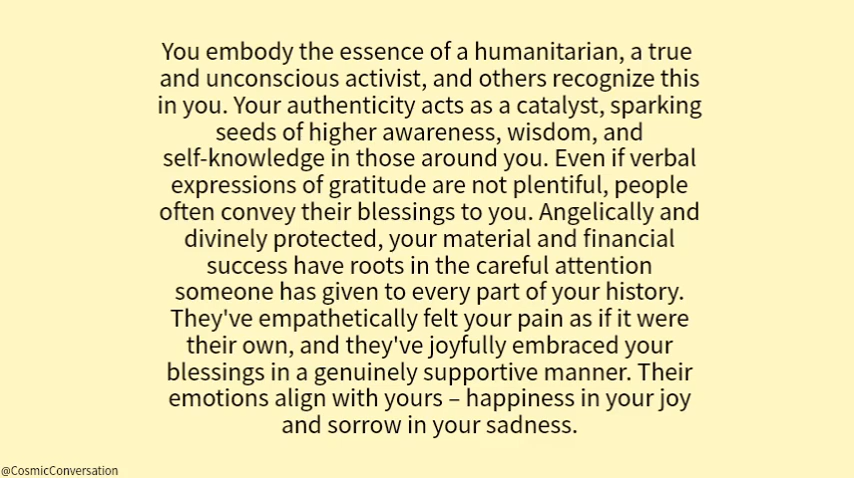 You embody the essence of a humanitarian, a true
and unconscious activist, and others recognize this
in you. Your authenticity acts as a catalyst, sparking
seeds of higher awareness, wisdom, and
self-knowledge in those around you. Even if verbal
expressions of gratitude are not plentiful, people
often convey their blessings to you. Angelically and
divinely protected, your material and financial
success have roots in the careful attention
someone has given to every part of your history.
They've empathetically felt your pain as if it were
their own, and they've joyfully embraced your
blessings in a genuinely supportive manner. Their
emotions align with yours – happiness in your joy
and sorrow in your sadness.
@CosmicConversation